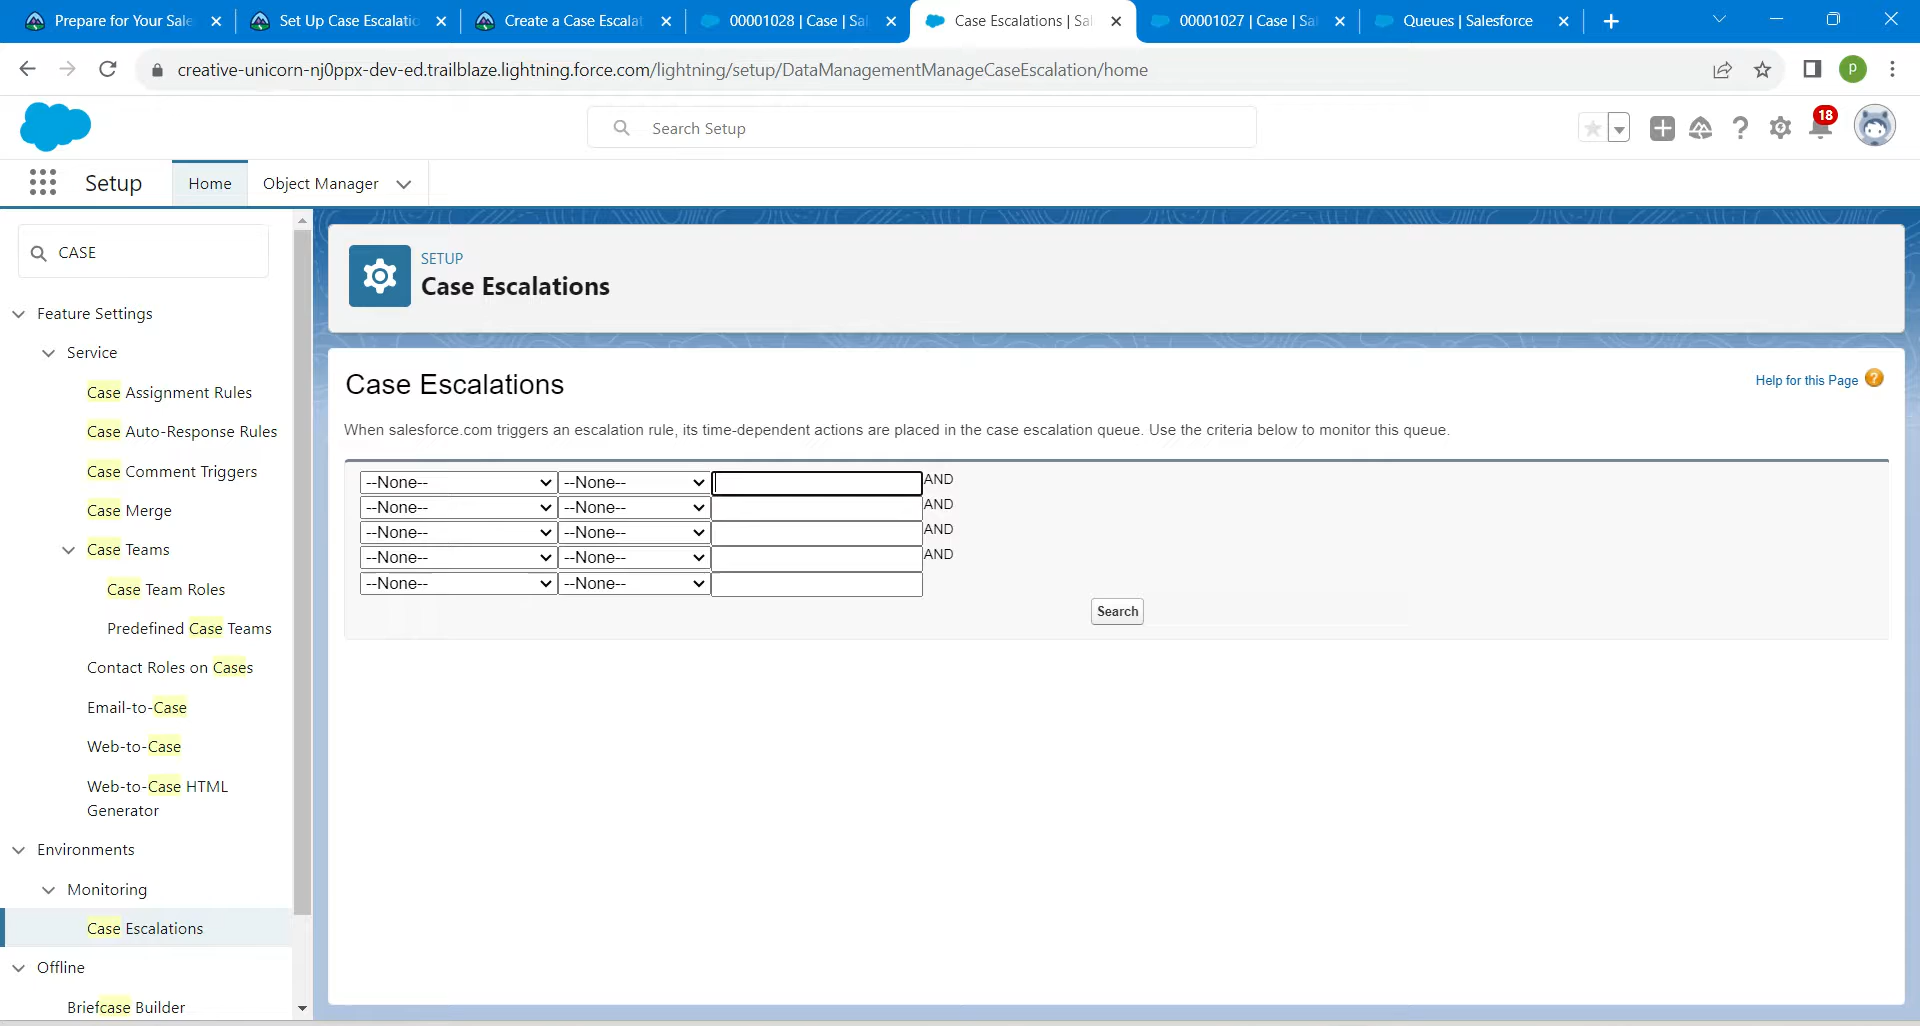 Prepare for Your Sale
Set Up Case Escalatio
Create a Case Escalat
00001028 | Case | Sal
Case Escalations | Sal
00001027 | Case | Sa
Queues | Salesforce
creative-unicorn-nj0ppx-dev-ed.trailblaze.lightning.force.com/lightning/setup/DataManagementManageCaseEscalation/home
P
Search Setup
18
Setup
Home
Object Manager
CASE
Feature Settings
Service
Case Assignment Rules
Case Auto-Response Rules
Case Comment Triggers
Case Merge
Case Teams
Case Team Roles
Predefined Case Teams
Contact Roles on Cases
Email-to-Case
Web-to-Case
Web-to-Case HTML
Generator
Environments
Monitoring
Case Escalations
Offline
Briefcase Builder
SETUP
Case Escalations
Case Escalations
Help for this Page ?
When salesforce.com triggers an escalation rule, its time-dependent actions are placed in the case escalation queue. Use the criteria below to monitor this queue.
--None-- --None-- AND
--None-- --None-- AND
--None-- --None-- AND
--None-- --None-- AND
--None-- --None--
Search